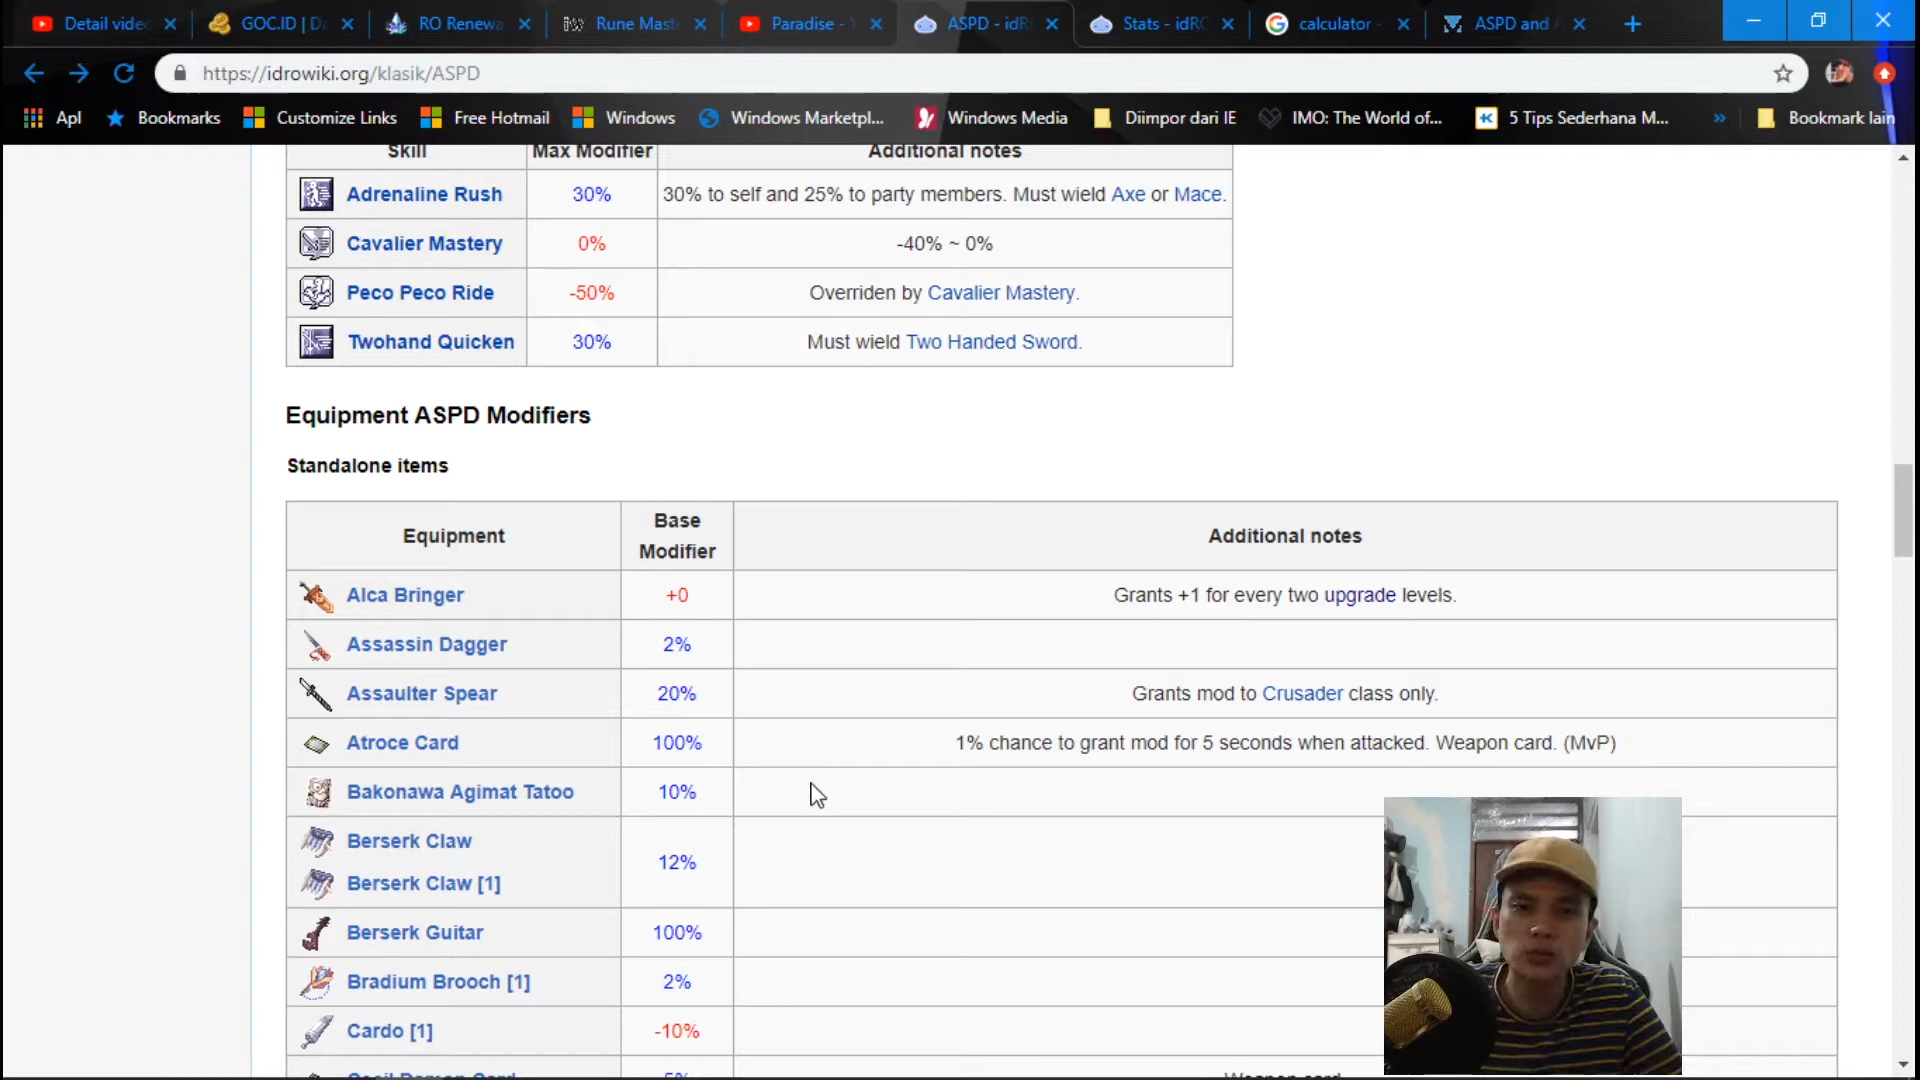 Detail videc
GOC.ID | Da
RO Renewa
Rune Mast
Paradise -
ASPD - idR
Stats - idRO
calculator -
ASPD and
https://idrowiki.org/klasik/ASPD
Apl
Bookmarks
Customize Links
Free Hotmail
Windows
Windows Marketpl...
Windows Media
Diimpor dari IE
IMO: The World of...
5 Tips Sederhana M...
»
Bookmark lain
Skill Max Modifier Additional notes
Adrenaline Rush 30% 30% to self and 25% to party members. Must wield Axe or Mace.
Cavalier Mastery 0% -40% ~ 0%
Peco Peco Ride -50% Overriden by Cavalier Mastery.
Twohand Quicken 30% Must wield Two Handed Sword.
Equipment ASPD Modifiers
Standalone items
Equipment Base Modifier Additional notes
Alca Bringer +0 Grants +1 for every two upgrade levels.
Assassin Dagger 2%
Assaulter Spear 20% Grants mod to Crusader class only.
Atroce Card 100% 1% chance to grant mod for 5 seconds when attacked. Weapon card. (MvP)
Bakonawa Agimat Tatoo 10%
Berserk Claw
Berserk Claw [1] 12%
Berserk Guitar 100%
Bradium Brooch [1] 2%
Cardo [1] -10%